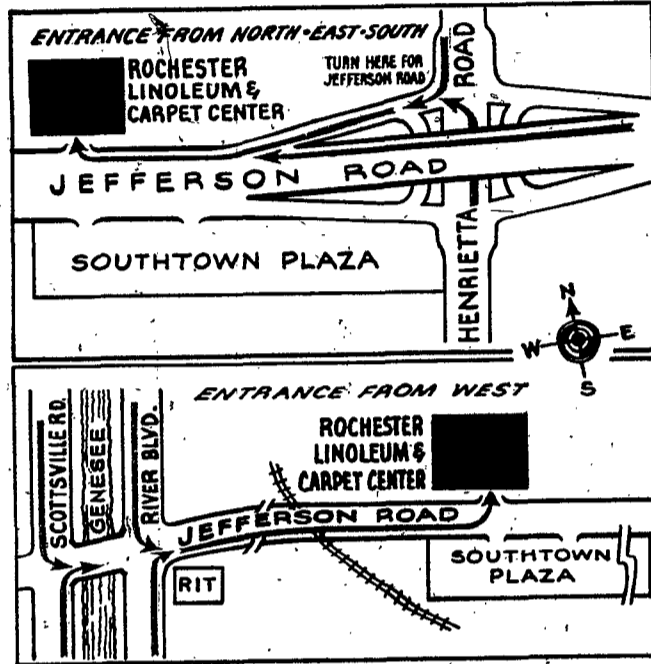 ENTRANCE FROM NORTH•EAST•SOUTH
ROCHESTER
LINOLEUM &
CARPET CENTER
TURN HERE FOR
JEFFERSON ROAD
HENRIETTA ROAD
JEFFERSON ROAD
SOUTHTOWN PLAZA
N
W E
S
ENTRANCE FROM WEST
SCOTTSVILLE RD.
GENESEE
RIVER BLVD.
ROCHESTER
LINOLEUM &
CARPET CENTER
JEFFERSON ROAD
SOUTHTOWN
PLAZA
RIT